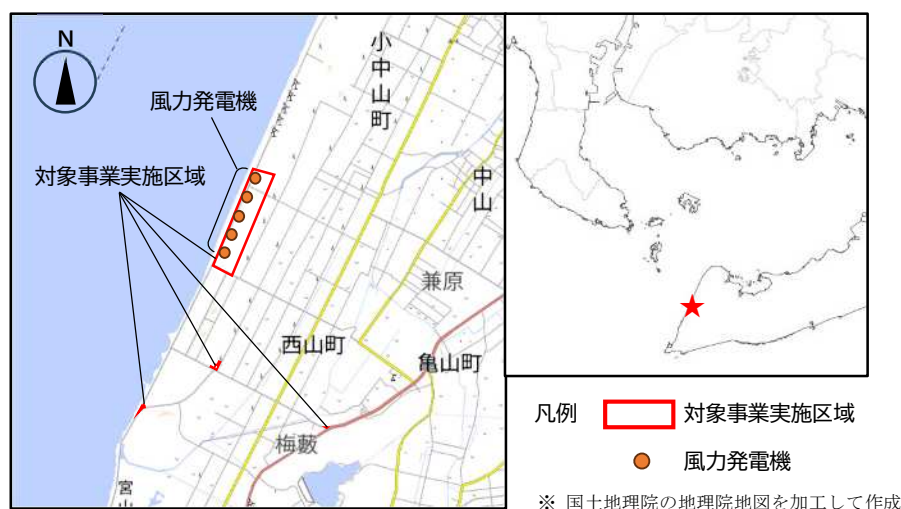 N
小中山町
風力発電機
対象事業実施区域
中山
兼原
西山町
亀山町
梅藪
宮山
凡例
対象事業実施区域
風力発電機
※ 国土地理院の地理院地図を加工して作成